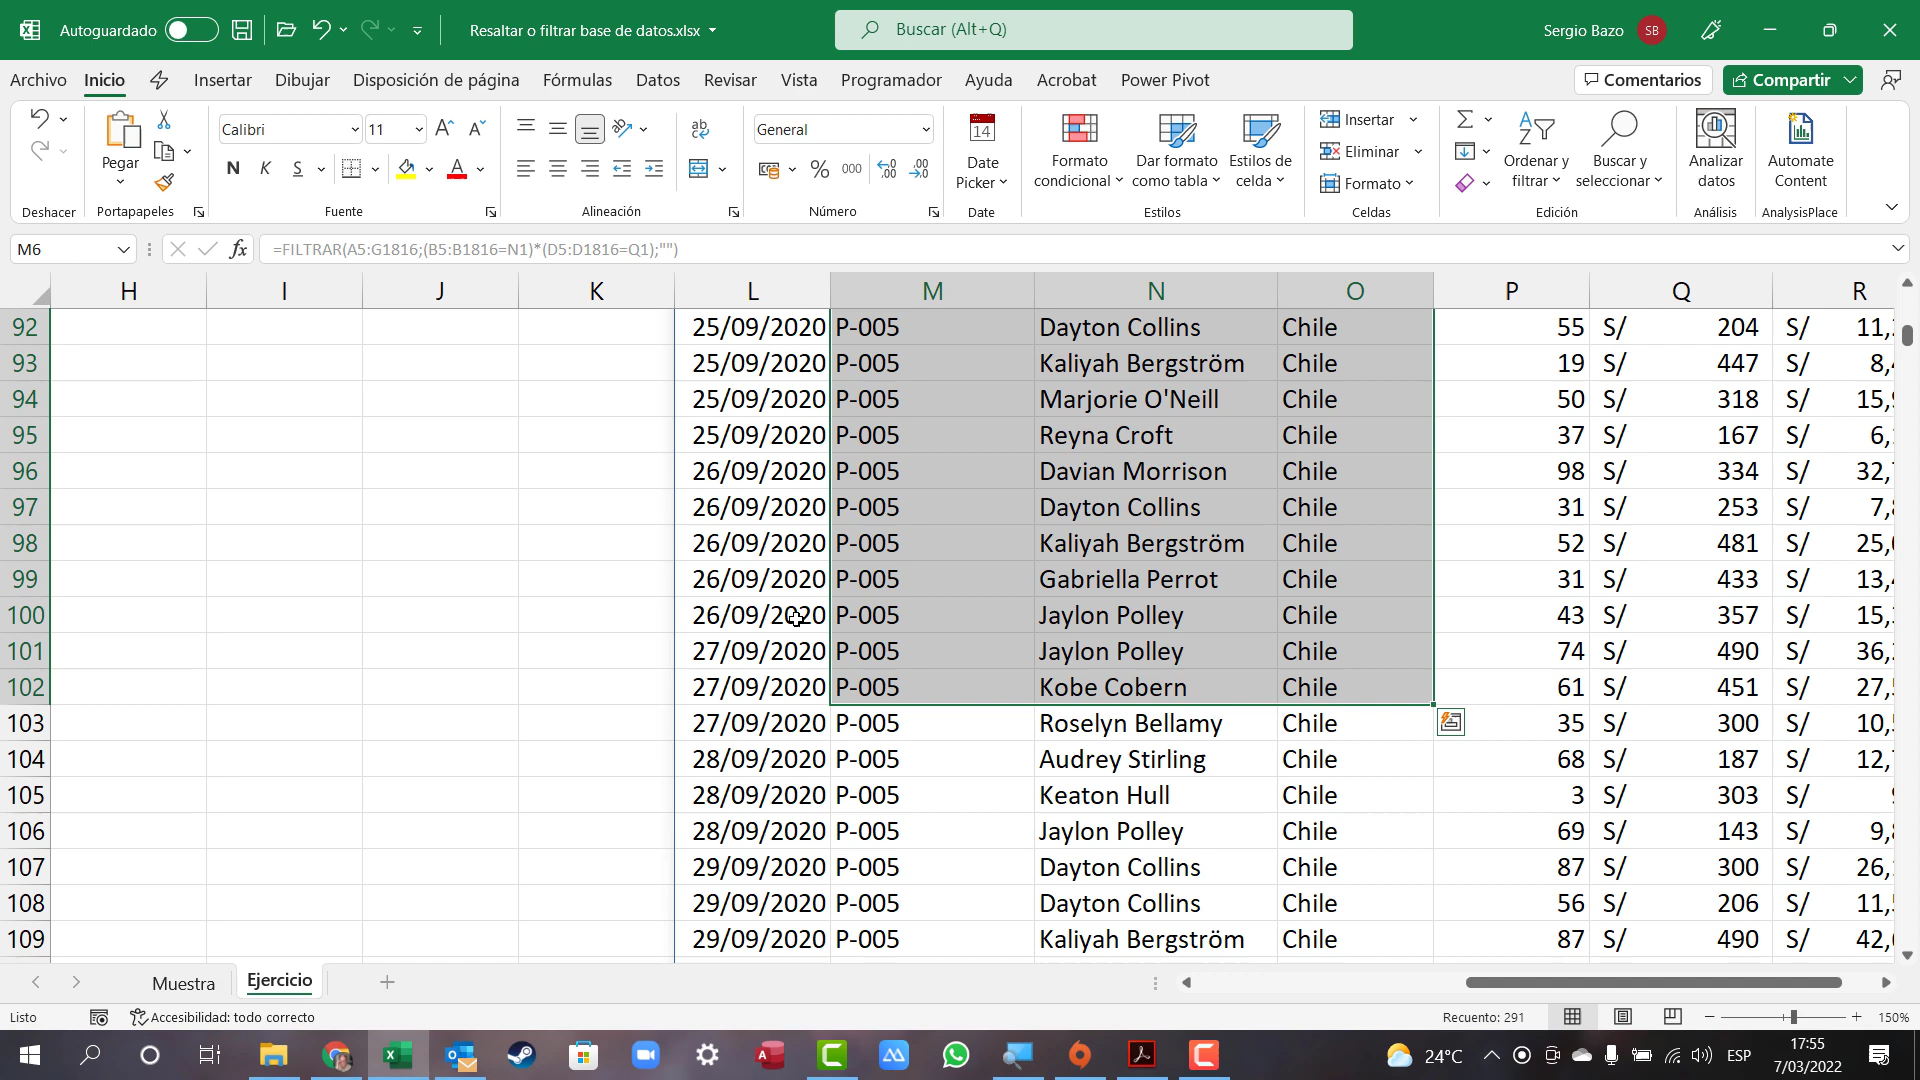 Autoguardado
Resaltar o filtrar base de datos.xlsx
Buscar (Alt+Q)
Sergio Bazo SB
Archivo Inicio Insertar Dibujar Disposición de página Fórmulas Datos Revisar Vista Programador Ayuda Acrobat Power Pivot Comentarios Compartir
Pegar
Calibri 11
N K S
ab
General
% 000
14
Date Picker
Formato condicional
Dar formato como tabla
Estilos de celda
Insertar
Eliminar
Formato
Ordenar y filtrar
Buscar y seleccionar
Analizar datos
Automate Content
Deshacer Portapapeles Fuente Alineación Número Date Estilos Celdas Edición Análisis AnalysisPlace
M6 fx =FILTRAR(A5:G1816;(B5:B1816=N1)*(D5:D1816=Q1);"")
H I J K L M N O P Q R
92 25/09/2020 P-005 Dayton Collins Chile 55 S/ 204 S/
93 25/09/2020 P-005 Kaliyah Bergström Chile 19 S/ 447 S/
94 25/09/2020 P-005 Marjorie O'Neill Chile 50 S/ 318 S/
95 25/09/2020 P-005 Reyna Croft Chile 37 S/ 167 S/
96 26/09/2020 P-005 Davian Morrison Chile 98 S/ 334 S/
97 26/09/2020 P-005 Dayton Collins Chile 31 S/ 253 S/
98 26/09/2020 P-005 Kaliyah Bergström Chile 52 S/ 481 S/
99 26/09/2020 P-005 Gabriella Perrot Chile 31 S/ 433 S/
100 26/09/2020 P-005 Jaylon Polley Chile 43 S/ 357 S/
101 27/09/2020 P-005 Jaylon Polley Chile 74 S/ 490 S/
102 27/09/2020 P-005 Kobe Cobern Chile 61 S/ 451 S/
103 27/09/2020 P-005 Roselyn Bellamy Chile 35 S/ 300 S/
104 28/09/2020 P-005 Audrey Stirling Chile 68 S/ 187 S/
105 28/09/2020 P-005 Keaton Hull Chile 3 S/ 303 S/
106 28/09/2020 P-005 Jaylon Polley Chile 69 S/ 143 S/
107 29/09/2020 P-005 Dayton Collins Chile 87 S/ 300 S/
108 29/09/2020 P-005 Dayton Collins Chile 56 S/ 206 S/
109 29/09/2020 P-005 Kaliyah Bergström Chile 87 S/ 490 S/
Muestra Ejercicio
Listo Accesibilidad: todo correcto Recuento: 291 150%
24°C ESP 17:55
7/03/2022